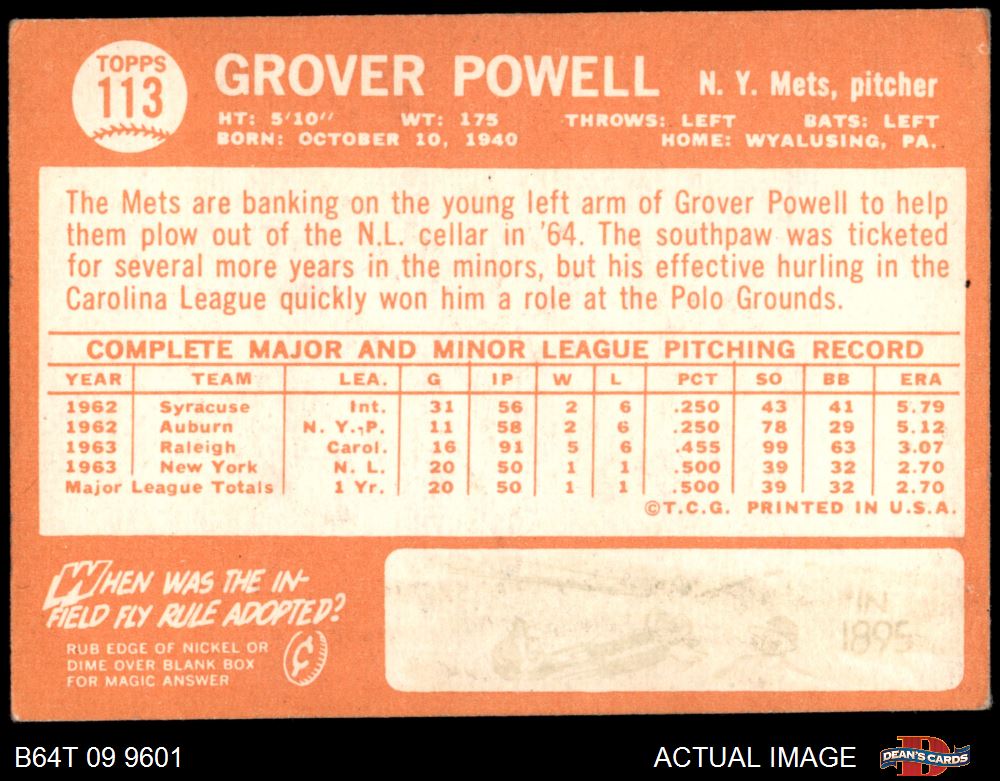 TOPPS
113
GROVER POWELL N. Y. Mets, pitcher
HT: 5'10'' WT: 175 THROWS: LEFT BATS: LEFT
BORN: OCTOBER 10, 1940 HOME: WYALUSING, PA.
The Mets are banking on the young left arm of Grover Powell to help
them plow out of the N.L. cellar in '64. The southpaw was ticketed
for several more years in the minors, but his effective hurling in the
Carolina League quickly won him a role at the Polo Grounds.
COMPLETE MAJOR AND MINOR LEAGUE PITCHING RECORD
YEAR TEAM LEA. G IP W L PCT SO BB ERA
1962 Syracuse Int. 31 56 2 6 .250 43 41 5.79
1962 Auburn N. Y.-P. 11 58 2 6 .250 78 29 5.12
1963 Raleigh Carol. 16 91 5 6 .455 99 63 3.07
1963 New York N. L. 20 50 1 1 .500 39 32 2.70
Major League Totals 1 Yr. 20 50 1 1 .500 39 32 2.70
©T.C.G. PRINTED IN U.S.A.
WHEN WAS THE IN-
FIELD FLY RULE ADOPTED?
RUB EDGE OF NICKEL OR
DIME OVER BLANK BOX
FOR MAGIC ANSWER
IN
1895
B64T 09 9601 ACTUAL IMAGE DEAN'S CARDS